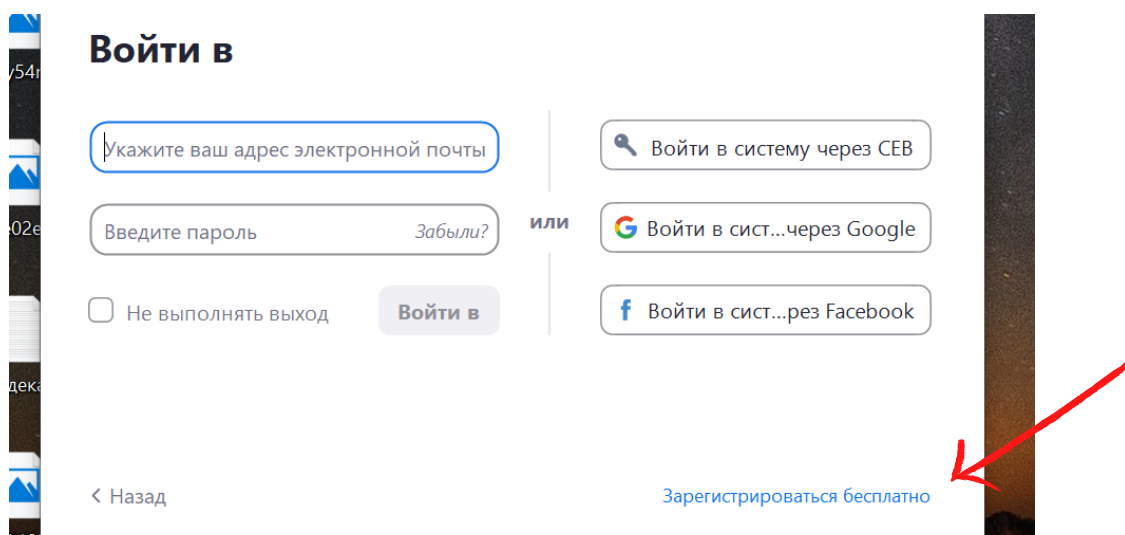 Войти в
Укажите ваш адрес электронной почты
Введите пароль
Забыли?
Не выполнять выход
Войти в
или
Войти в систему через СЕВ
Войти в сист...через Google
Войти в сист...рез Facebook
Назад
Зарегистрироваться бесплатно